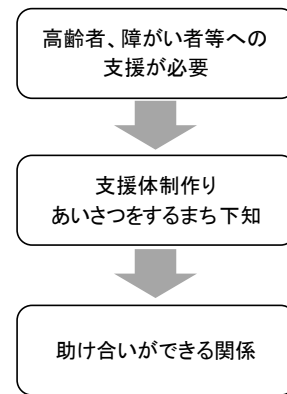 高齢者、障がい者等への
支援が必要
支援体制作り
あいさつをするまち下知
助け合いができる関係